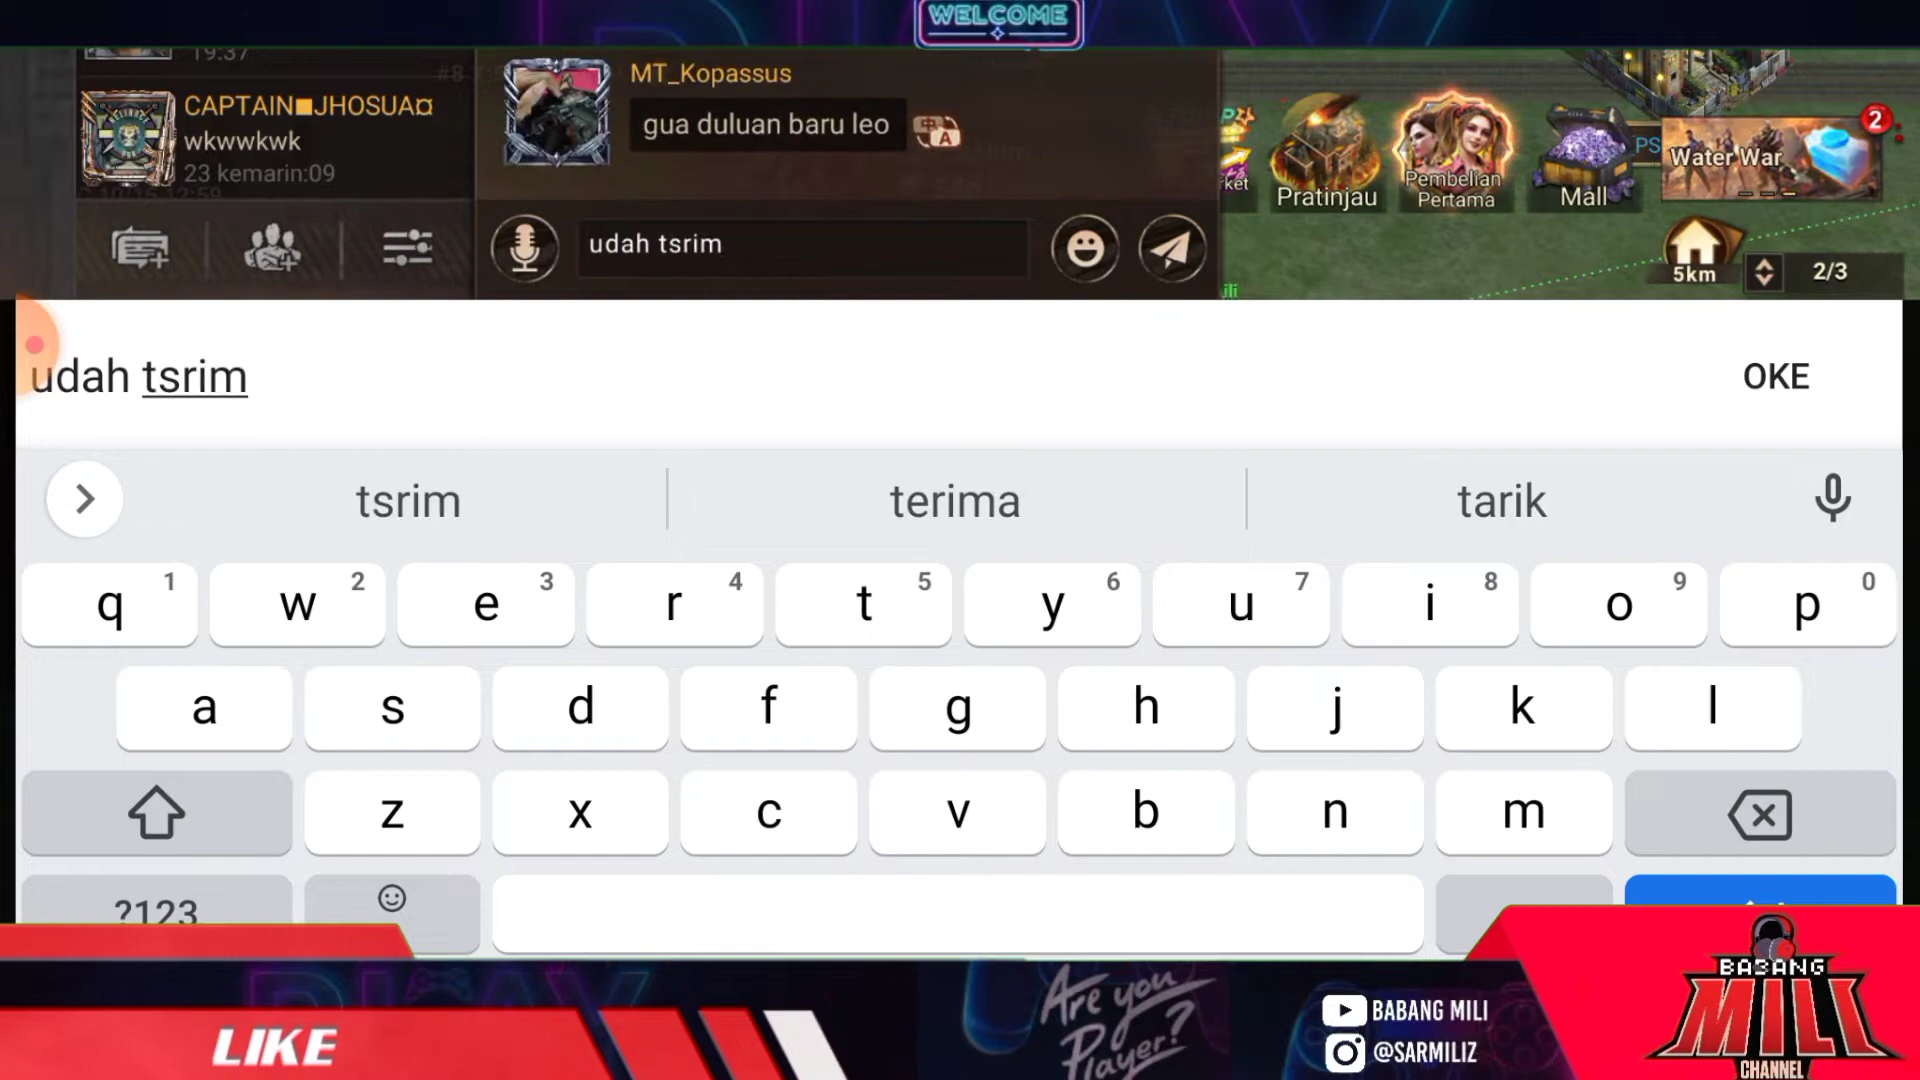 WELCOME
19:37
CAPTAIN■JHOSUA¤
wkwwkwk
23 kemarin:09
MT_Kopassus
gua duluan baru leo
udah tsrim
rket
Pratinjau
Pembelian
Pertama
Mall
PS
Water War
2
5km
2/3
udah tsrim
OKE
tsrim
terima
tarik
q 1 w 2 e 3 r 4 t 5 y 6 u 7 i 8 o 9 p 0
a s d f g h j k l
z x c v b n m
?123
LIKE
PLAY
Are you
Player?
BABANG MILI
@SARMILIZ
BABANG
MILI
CHANNEL